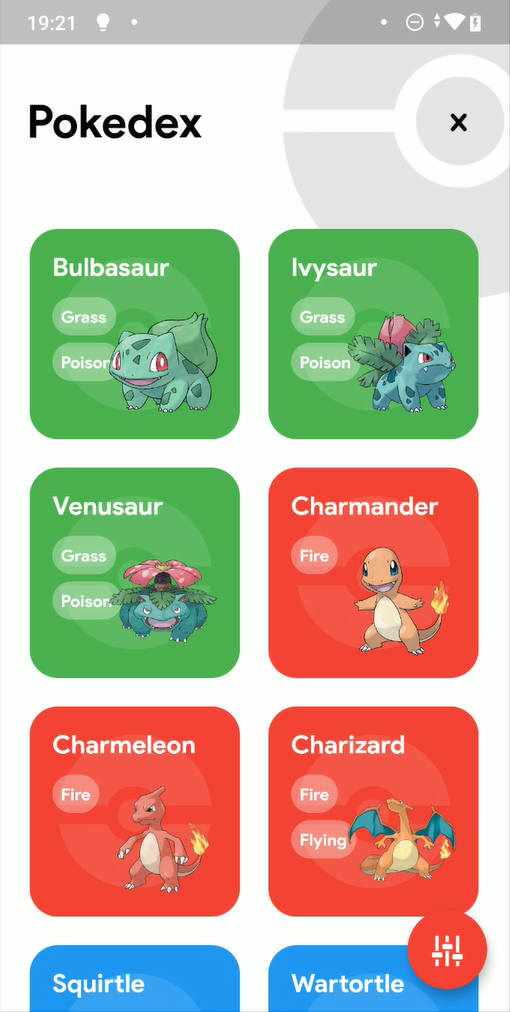 19:21
Pokedex
Bulbasaur
Grass
Poison
Ivysaur
Grass
Poison
Venusaur
Grass
Poison
Charmander
Fire
Charmeleon
Fire
Charizard
Fire
Flying
Squirtle
Wartortle